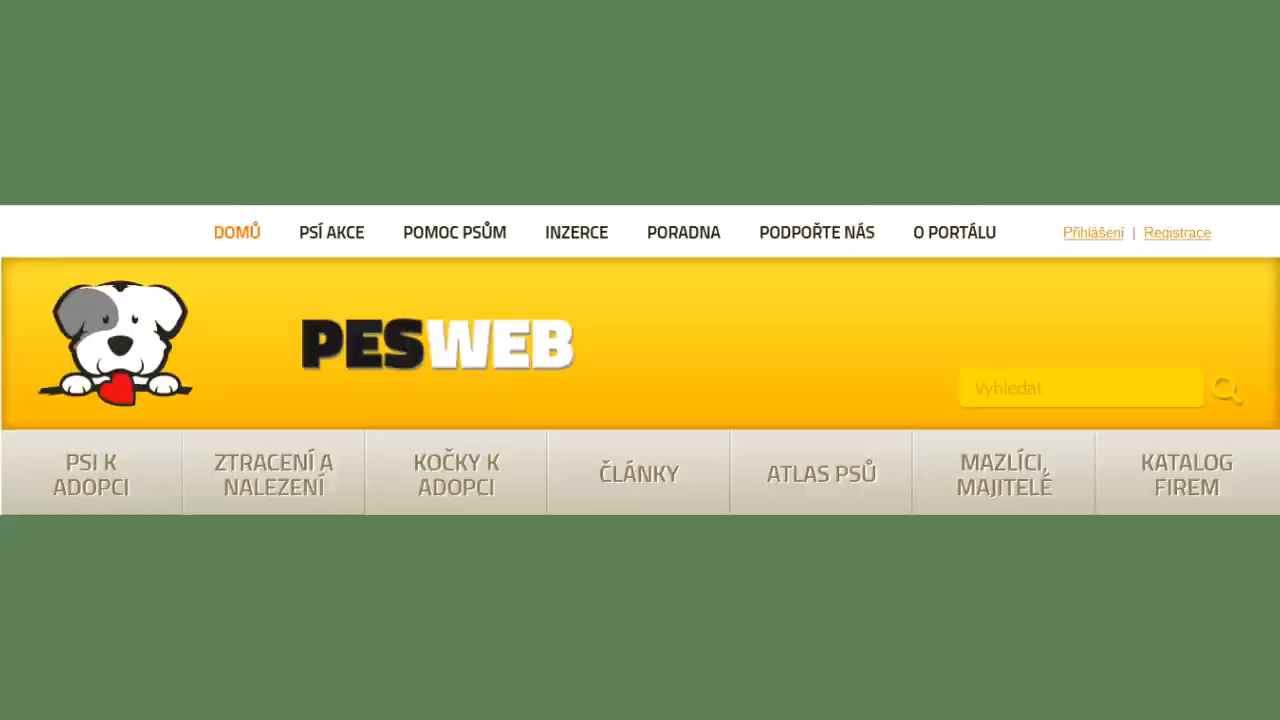 DOMŮ PSÍ AKCE POMOC PSŮM INZERCE PORADNA PODPOŘTE NÁS O PORTÁLU Přihlášení | Registrace
PESWEB
Vyhledat
PSI K
ADOPCI
ZTRACENÍ A
NALEZENÍ
KOČKY K
ADOPCI
ČLÁNKY
ATLAS PSŮ
MAZLÍCI,
MAJITELÉ
KATALOG
FIREM